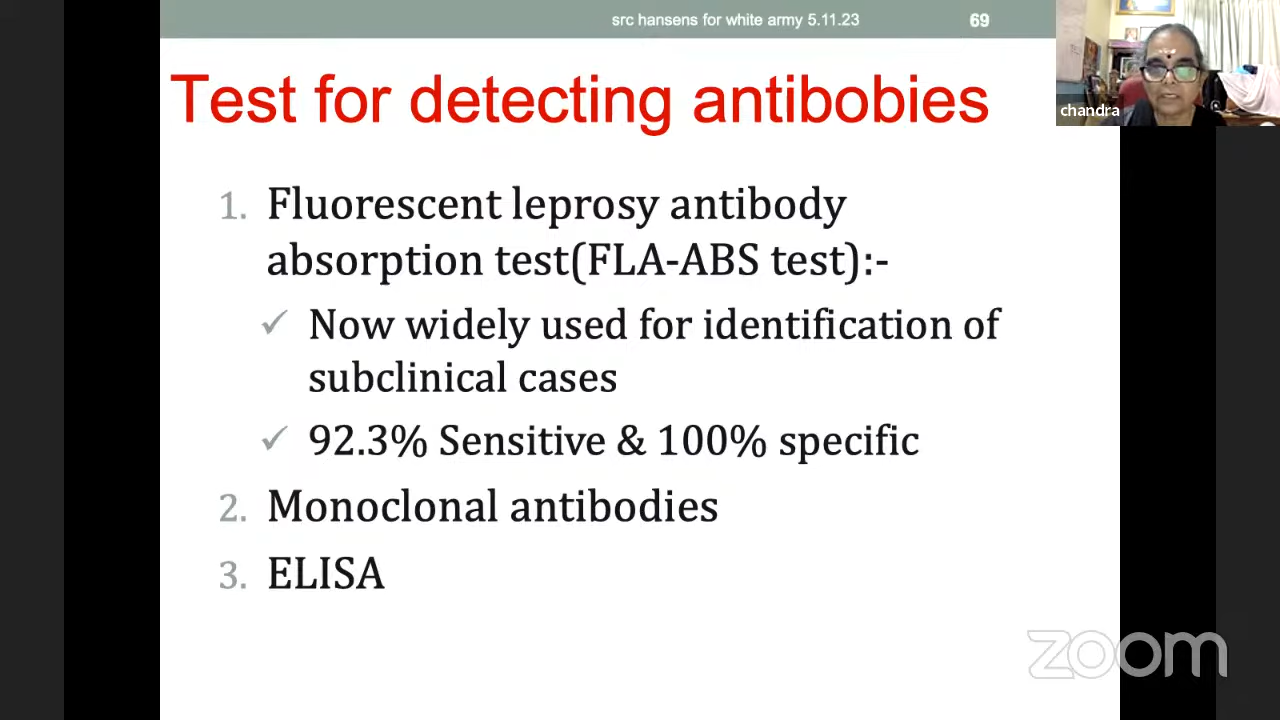 src hansens for white army 5.11.23
69
chandra
Test for detecting antibobies
1. Fluorescent leprosy antibody
absorption test(FLA-ABS test):-
✓ Now widely used for identification of
subclinical cases
✓ 92.3% Sensitive & 100% specific
2. Monoclonal antibodies
3. ELISA
zoom